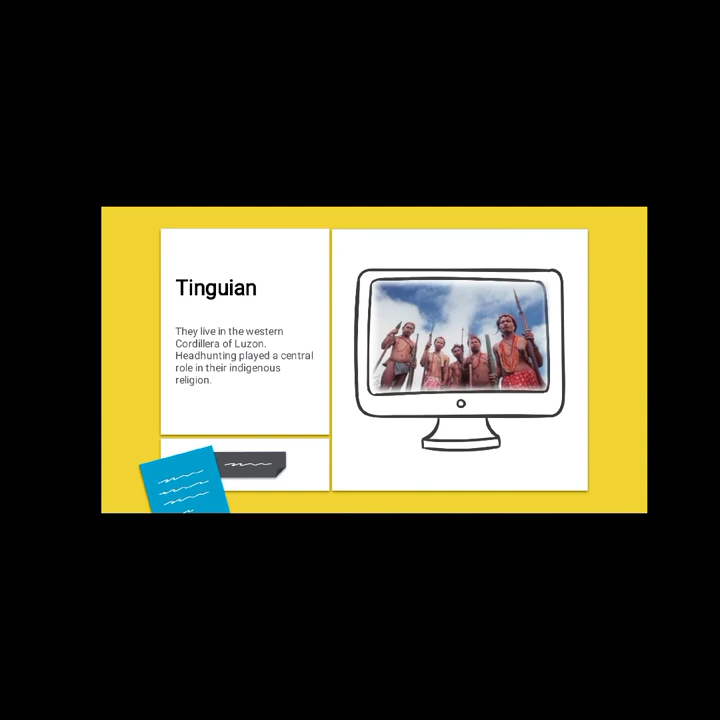 Tinguian
They live in the western
Cordillera of Luzon.
Headhunting played a central
role in their indigenous
religion.